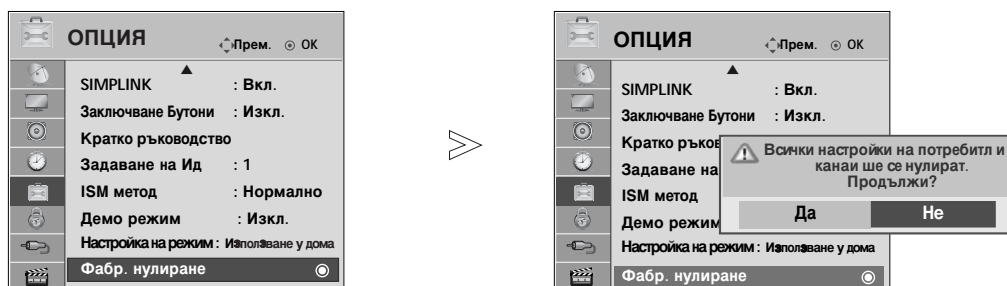 ОПЦИЯ Прем. OK
SIMPLINK : Вкл.
Заключване Бутони : Изкл.
Кратко ръководство
Задаване на Ид : 1
ISM метод : Нормално
Демо режим : Изкл.
Настройка на режим : Използване у дома
Фабр. нулиране
ОПЦИЯ Прем. OK
SIMPLINK : Вкл.
Заключване Бутони : Изкл.
Кратко ръков
Задаване на
ISM метод
Демо режим
Настройка на режим : Използване у дома
Фабр. нулиране
Всички настройки на потребитл и
канаи ше се нулират.
Продължи?
Да Не